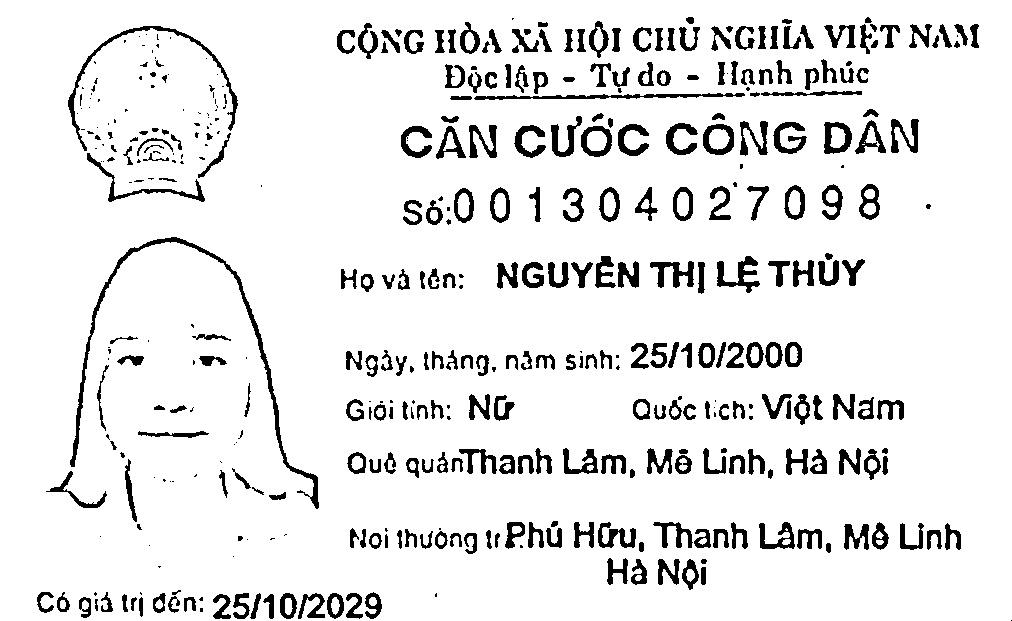 CỘNG HÒA XÃ HỘI CHỦ NGHĨA VIỆT NAM
Độc lập - Tự do - Hạnh phúc
CĂN CƯỚC CÔNG DÂN
Số: 001304027098
Họ và tên: NGUYỄN THỊ LỆ THỦY
Ngày, tháng, năm sinh: 25/10/2000
Giới tính: Nữ Quốc tịch: Việt Nam
Quê quán Thanh Lâm, Mê Linh, Hà Nội
Nơi thường tr Phú Hữu, Thanh Lâm, Mê Linh
Hà Nội
Có giá trị đến: 25/10/2029